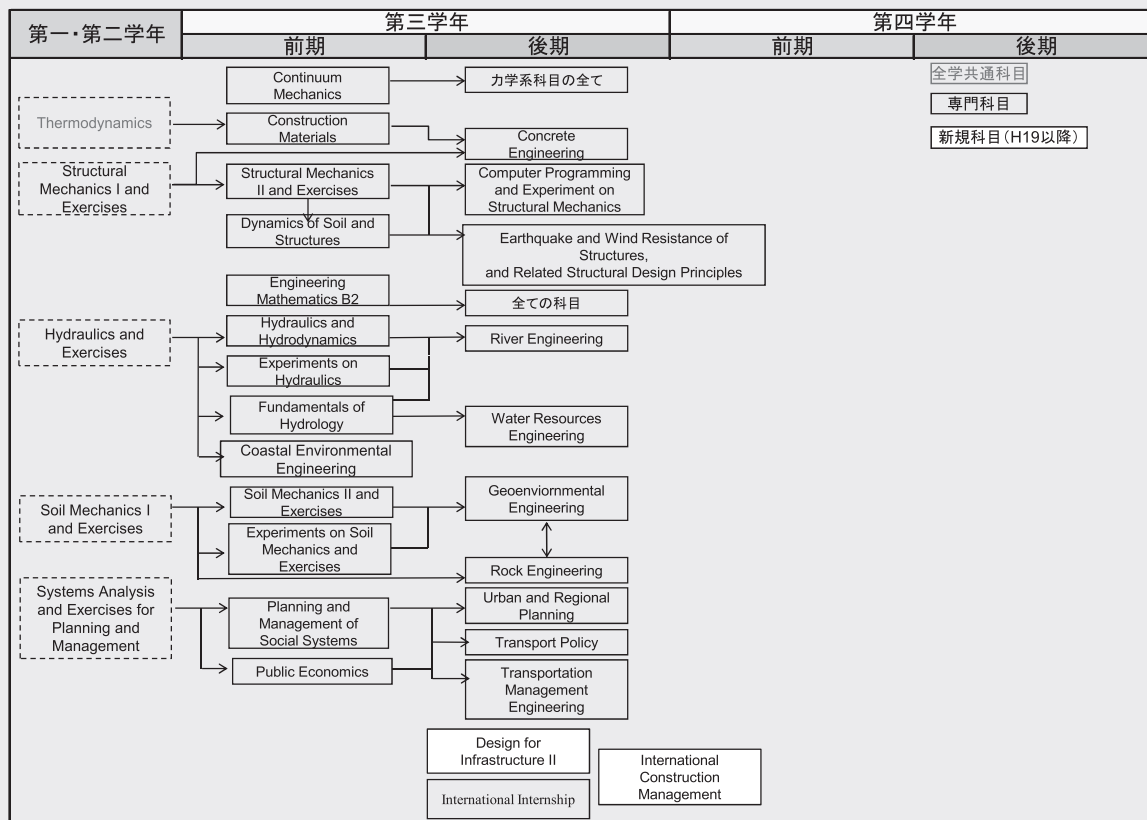 第一・第二学年
第三学年
第四学年
前期
後期
前期
後期
全学共通科目
専門科目
新規科目(H19以降)
Continuum
Mechanics
力学系科目の全て
Thermodynamics
Construction
Materials
Concrete
Engineering
Structural
Mechanics I and
Exercises
Structural Mechanics
II and Exercises
Computer Programming
and Experiment on
Structural Mechanics
Dynamics of Soil and
Structures
Earthquake and Wind Resistance of
Structures,
and Related Structural Design Principles
Engineering
Mathematics B2
全ての科目
Hydraulics and
Exercises
Hydraulics and
Hydrodynamics
River Engineering
Experiments on
Hydraulics
Fundamentals of
Hydrology
Water Resources
Engineering
Coastal Environmental
Engineering
Soil Mechanics I
and Exercises
Soil Mechanics II and
Exercises
Geoenviornmental
Engineering
Experiments on Soil
Mechanics and
Exercises
Rock Engineering
Systems Analysis
and Exercises for
Planning and
Management
Planning and
Management of
Social Systems
Urban and Regional
Planning
Transport Policy
Public Economics
Transportation
Management
Engineering
Design for
Infrastructure II
International
Construction
Management
International Internship